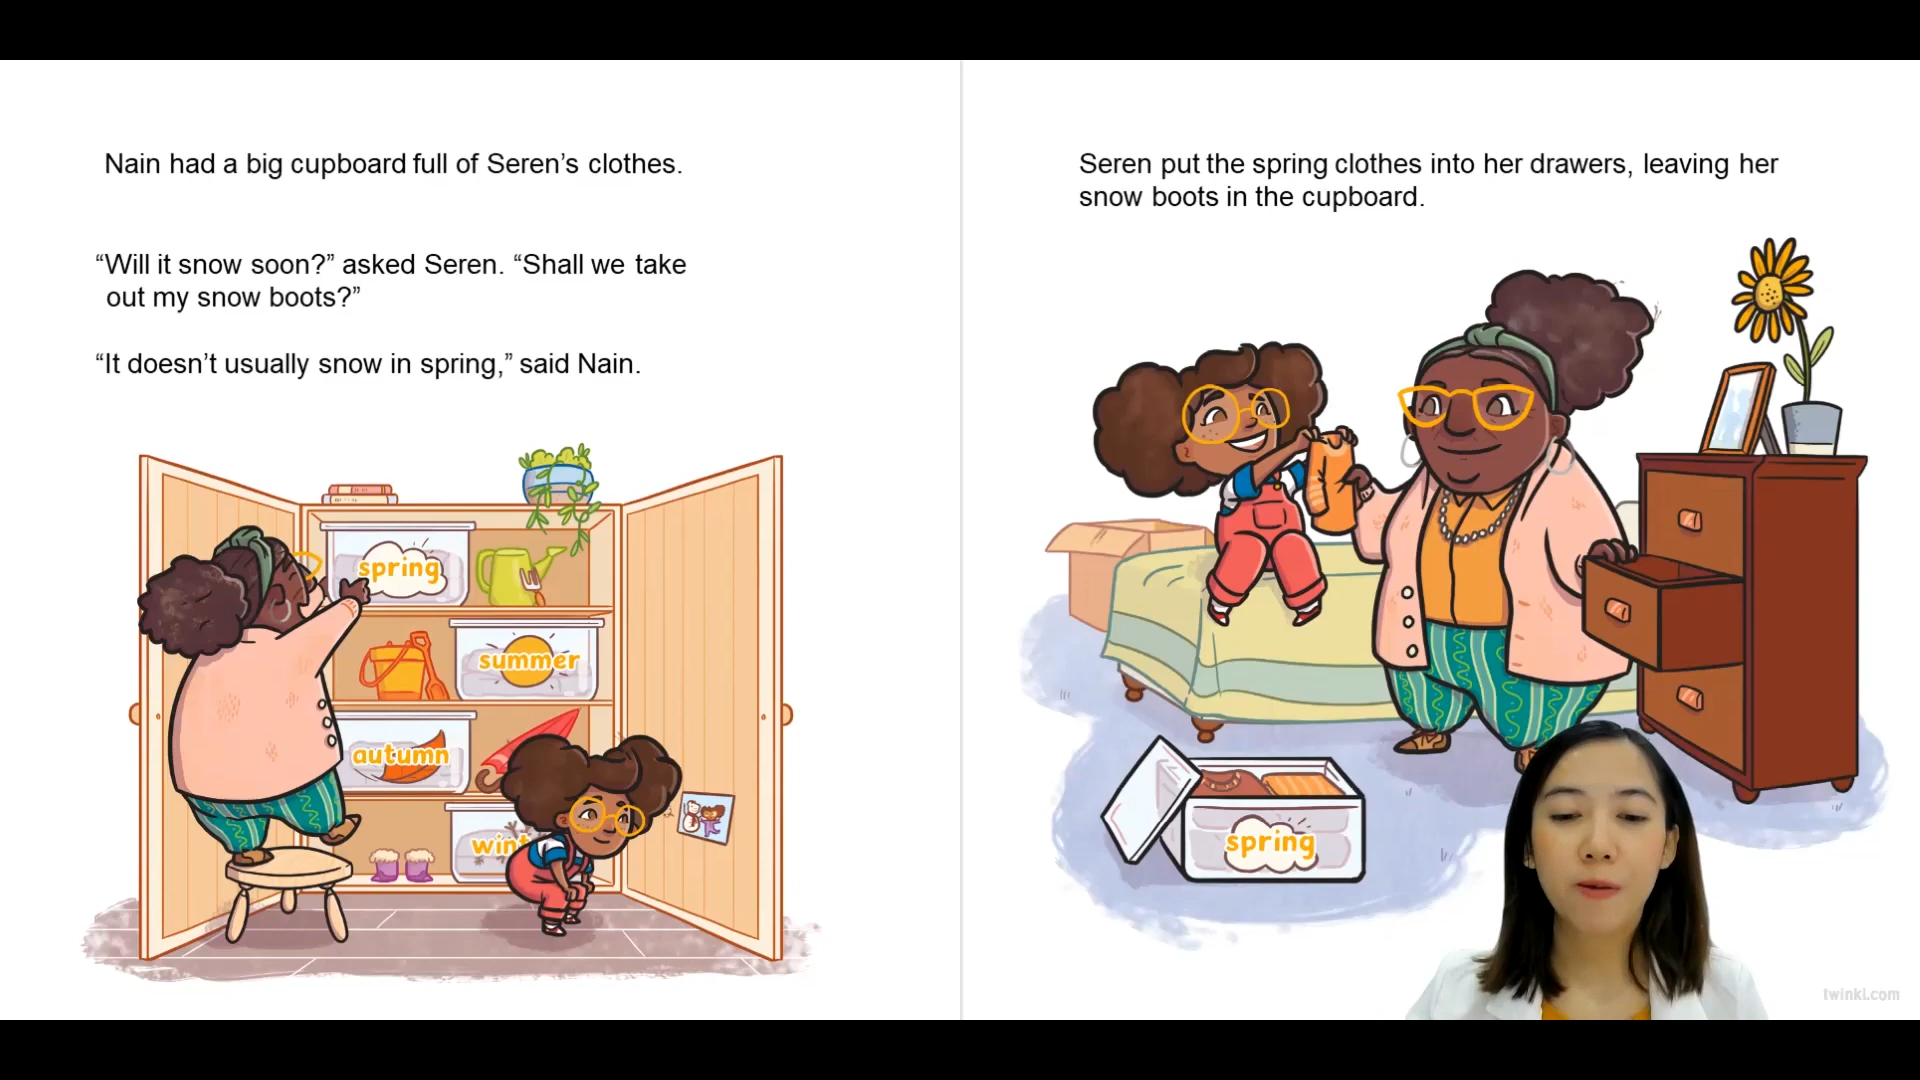 Nain had a big cupboard full of Seren’s clothes.
“Will it snow soon?” asked Seren. “Shall we take
out my snow boots?”
“It doesn’t usually snow in spring,” said Nain.
spring
summer
autumn
wint
Seren put the spring clothes into her drawers, leaving her
snow boots in the cupboard.
spring
twinkl.com